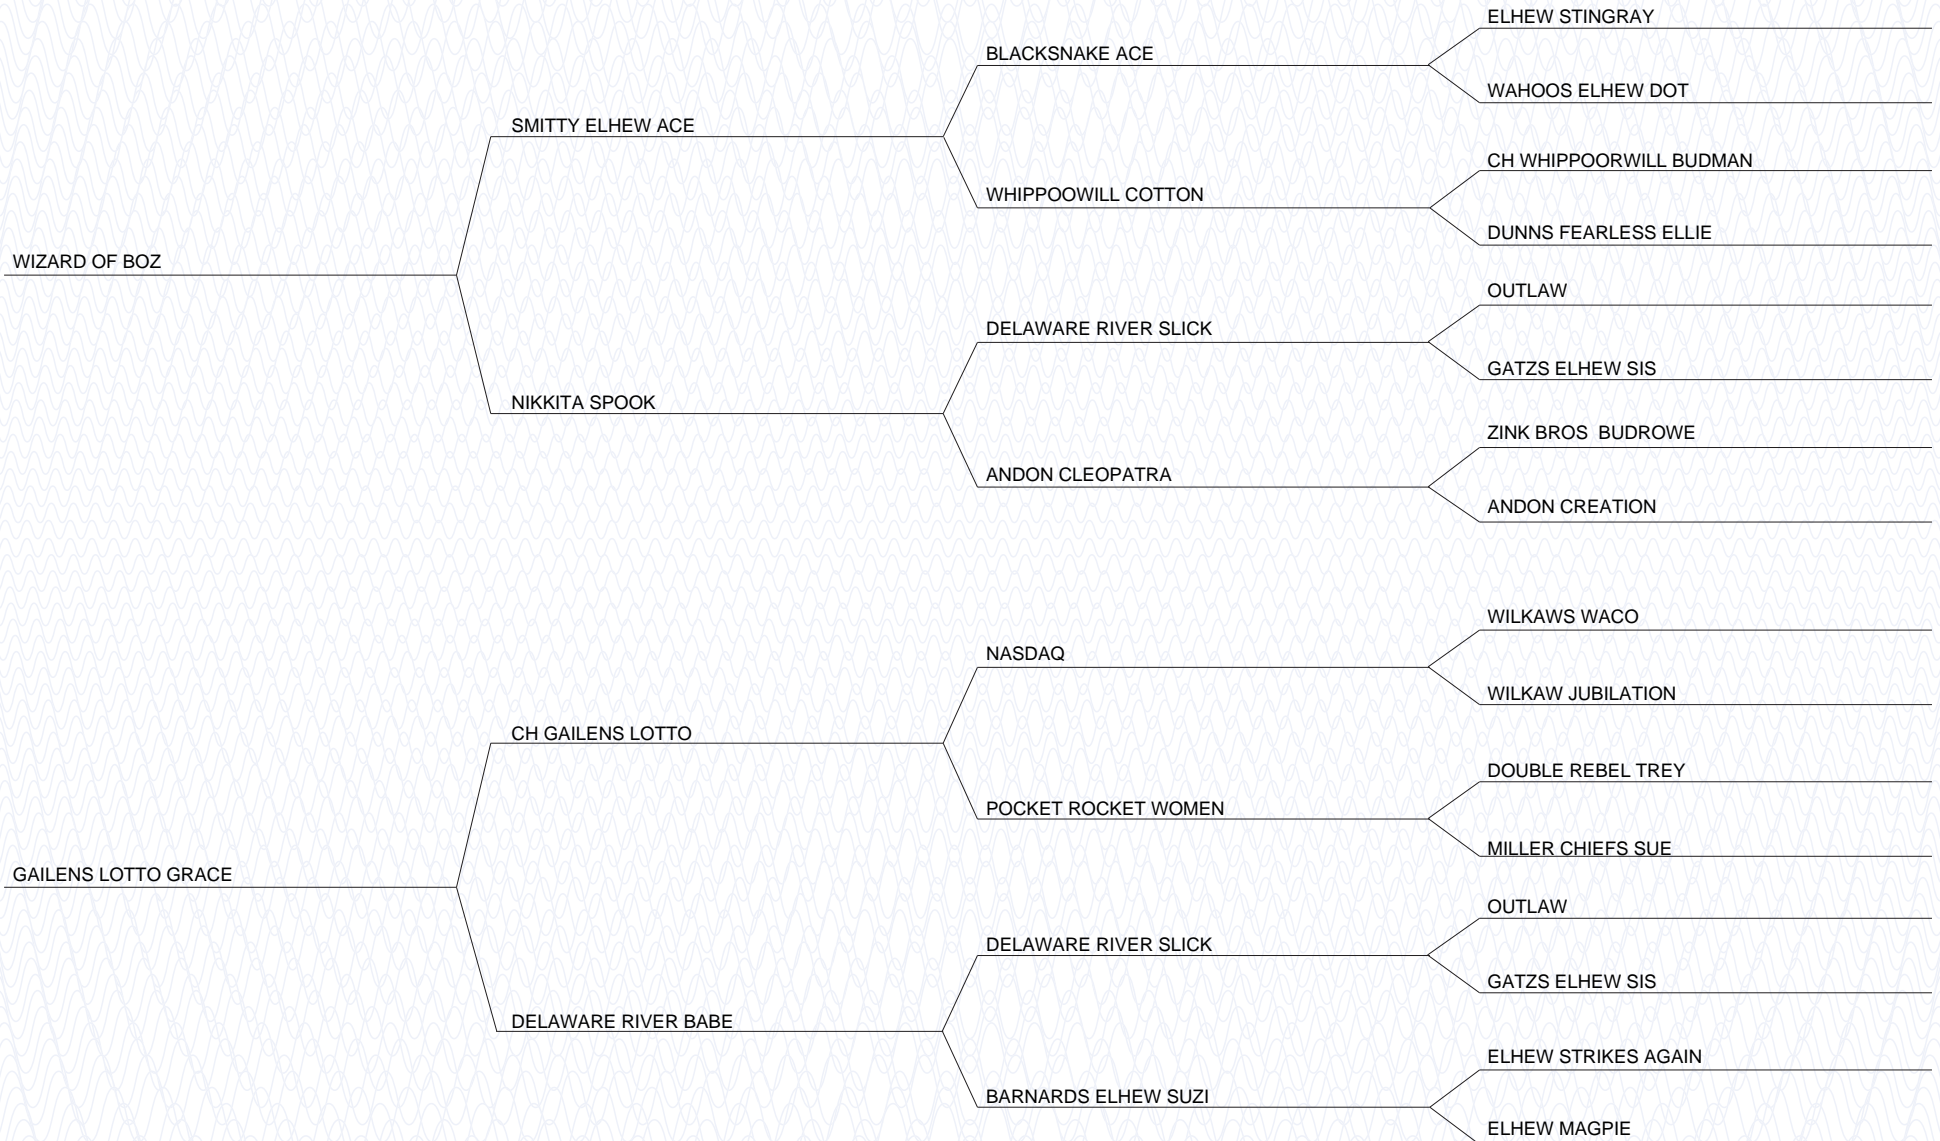 ELHEW STINGRAY
BLACKSNAKE ACE
WAHOOS ELHEW DOT
SMITTY ELHEW ACE
CH WHIPPOORWILL BUDMAN
WHIPPOOWILL COTTON
DUNNS FEARLESS ELLIE
WIZARD OF BOZ
OUTLAW
DELAWARE RIVER SLICK
GATZS ELHEW SIS
NIKKITA SPOOK
ZINK BROS  BUDROWE
ANDON CLEOPATRA
ANDON CREATION
WILKAWS WACO
NASDAQ
WILKAW JUBILATION
CH GAILENS LOTTO
DOUBLE REBEL TREY
POCKET ROCKET WOMEN
MILLER CHIEFS SUE
GAILENS LOTTO GRACE
OUTLAW
DELAWARE RIVER SLICK
GATZS ELHEW SIS
DELAWARE RIVER BABE
ELHEW STRIKES AGAIN
BARNARDS ELHEW SUZI
ELHEW MAGPIE